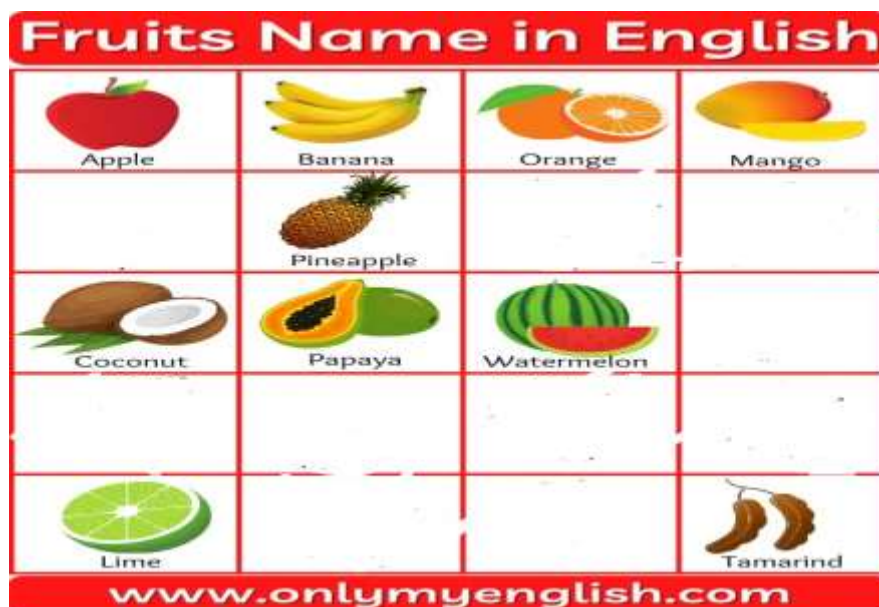 Fruits Name in English
Apple Banana Orange Mango
Pineapple
Coconut Papaya Watermelon
Lime Tamarind
www.onlymyenglish.com